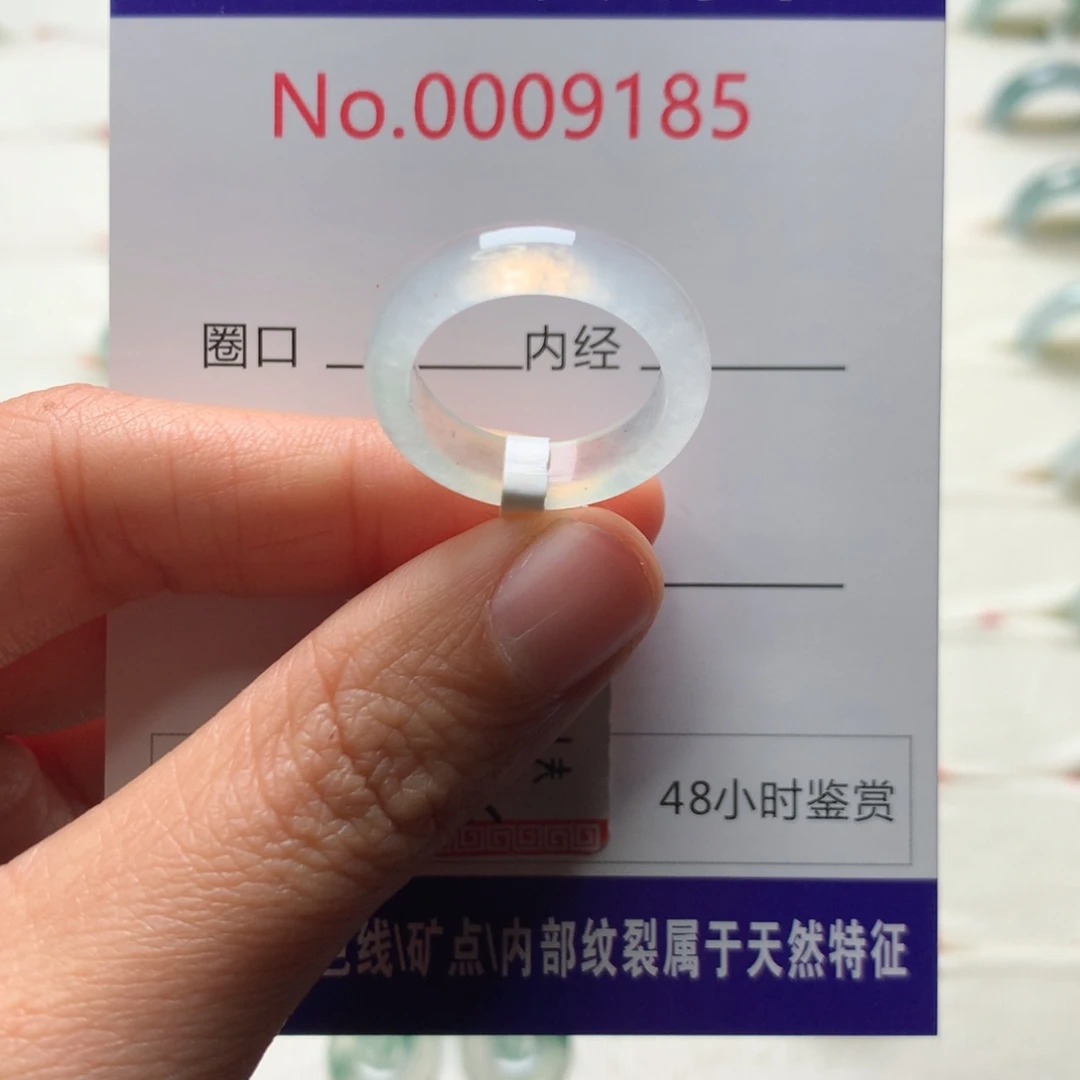 No.0009185
圈口 内经
48小时鉴赏
色线\矿点\内部纹裂属于天然特征